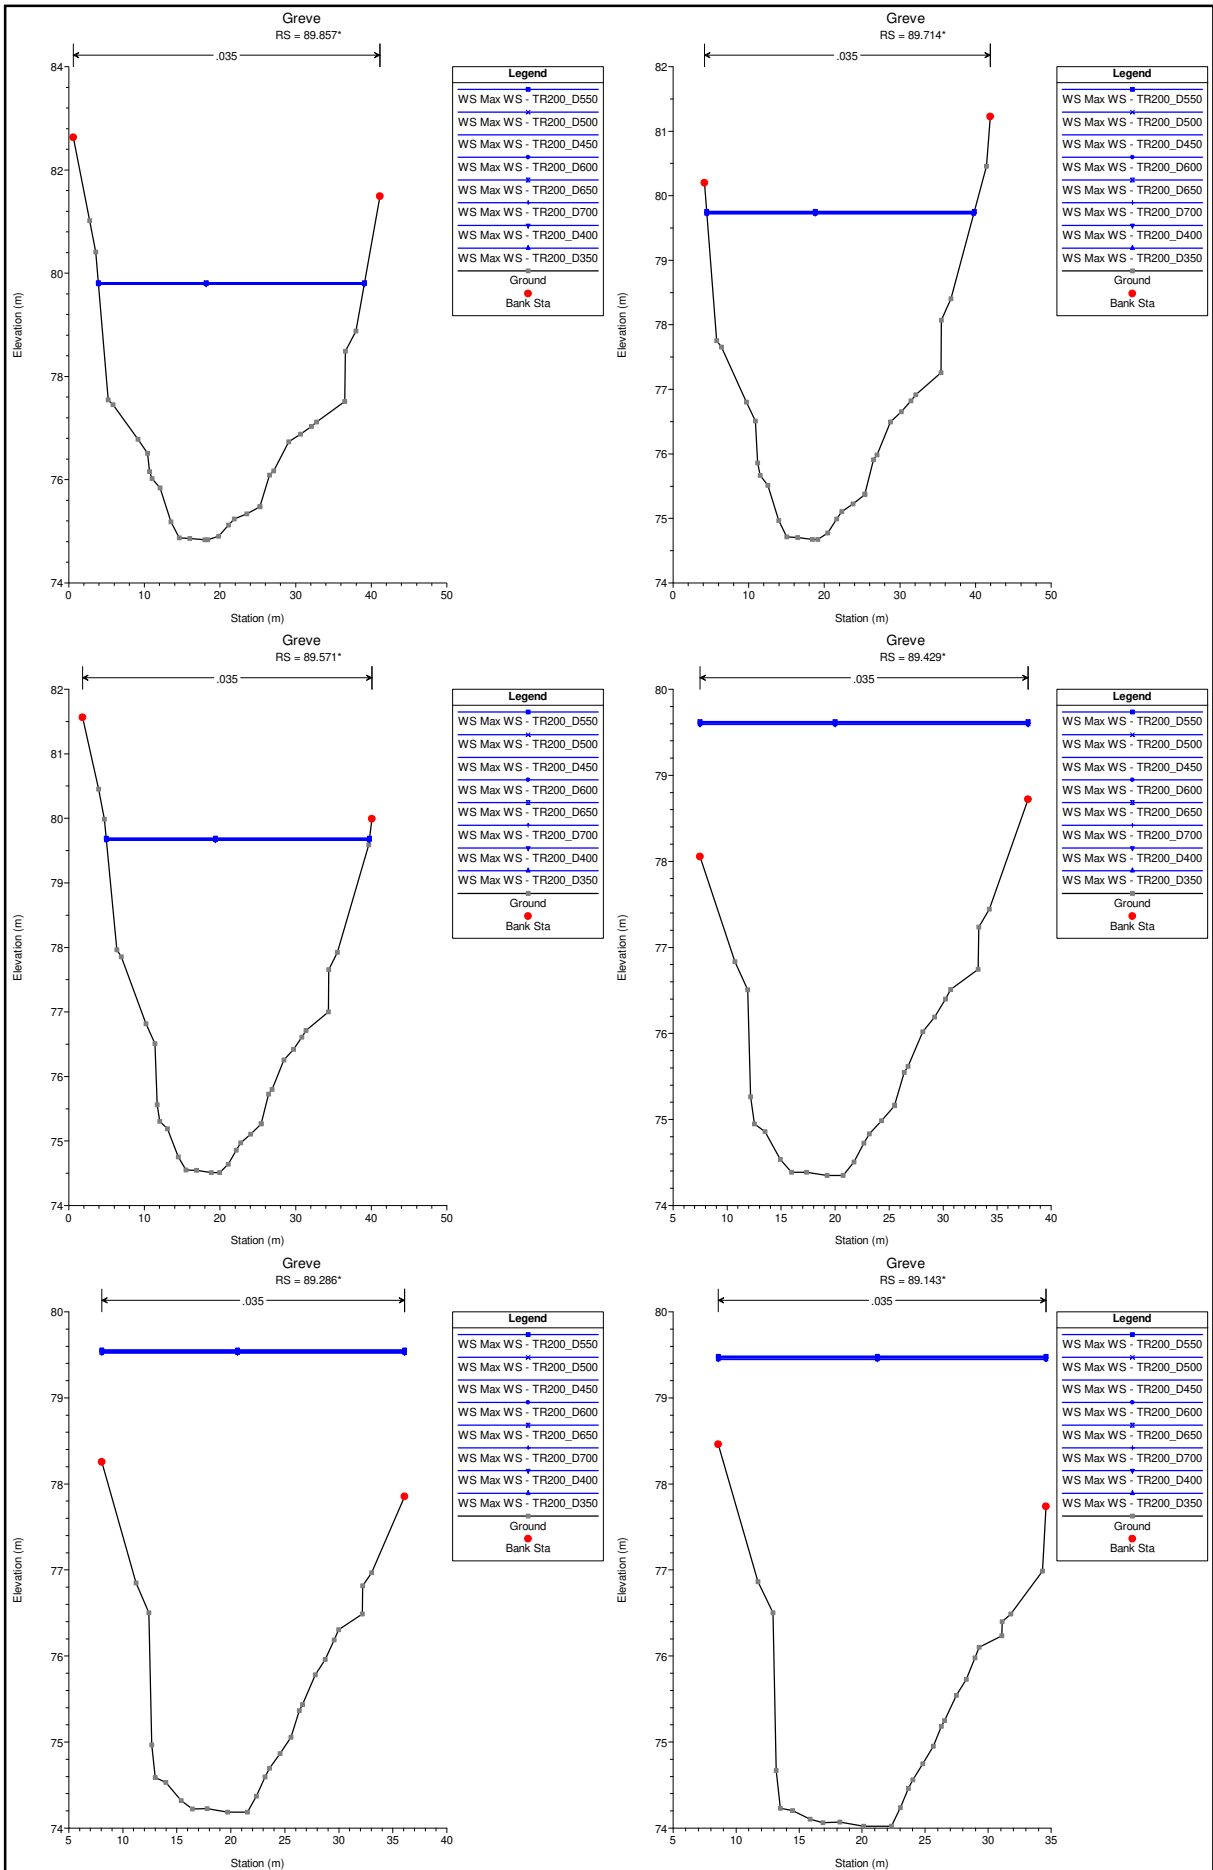 Greve
RS = 89.857*
.035
84
82
80
78
76
74
0 10 20 30 40 50
Station (m)
Elevation (m)
Legend
WS Max WS - TR200_D550
WS Max WS - TR200_D500
WS Max WS - TR200_D450
WS Max WS - TR200_D600
WS Max WS - TR200_D650
WS Max WS - TR200_D700
WS Max WS - TR200_D400
WS Max WS - TR200_D350
Ground
Bank Sta
Greve
RS = 89.714*
.035
82
81
80
79
78
77
76
75
74
0 10 20 30 40 50
Station (m)
Elevation (m)
Legend
WS Max WS - TR200_D550
WS Max WS - TR200_D500
WS Max WS - TR200_D450
WS Max WS - TR200_D600
WS Max WS - TR200_D650
WS Max WS - TR200_D700
WS Max WS - TR200_D400
WS Max WS - TR200_D350
Ground
Bank Sta
Greve
RS = 89.571*
.035
82
81
80
79
78
77
76
75
74
0 10 20 30 40 50
Station (m)
Elevation (m)
Legend
WS Max WS - TR200_D550
WS Max WS - TR200_D500
WS Max WS - TR200_D450
WS Max WS - TR200_D600
WS Max WS - TR200_D650
WS Max WS - TR200_D700
WS Max WS - TR200_D400
WS Max WS - TR200_D350
Ground
Bank Sta
Greve
RS = 89.429*
.035
80
79
78
77
76
75
74
5 10 15 20 25 30 35 40
Station (m)
Elevation (m)
Legend
WS Max WS - TR200_D550
WS Max WS - TR200_D500
WS Max WS - TR200_D450
WS Max WS - TR200_D600
WS Max WS - TR200_D650
WS Max WS - TR200_D700
WS Max WS - TR200_D400
WS Max WS - TR200_D350
Ground
Bank Sta
Greve
RS = 89.286*
.035
80
79
78
77
76
75
74
5 10 15 20 25 30 35 40
Station (m)
Elevation (m)
Legend
WS Max WS - TR200_D550
WS Max WS - TR200_D500
WS Max WS - TR200_D450
WS Max WS - TR200_D600
WS Max WS - TR200_D650
WS Max WS - TR200_D700
WS Max WS - TR200_D400
WS Max WS - TR200_D350
Ground
Bank Sta
Greve
RS = 89.143*
.035
80
79
78
77
76
75
74
5 10 15 20 25 30 35
Station (m)
Elevation (m)
Legend
WS Max WS - TR200_D550
WS Max WS - TR200_D500
WS Max WS - TR200_D450
WS Max WS - TR200_D600
WS Max WS - TR200_D650
WS Max WS - TR200_D700
WS Max WS - TR200_D400
WS Max WS - TR200_D350
Ground
Bank Sta